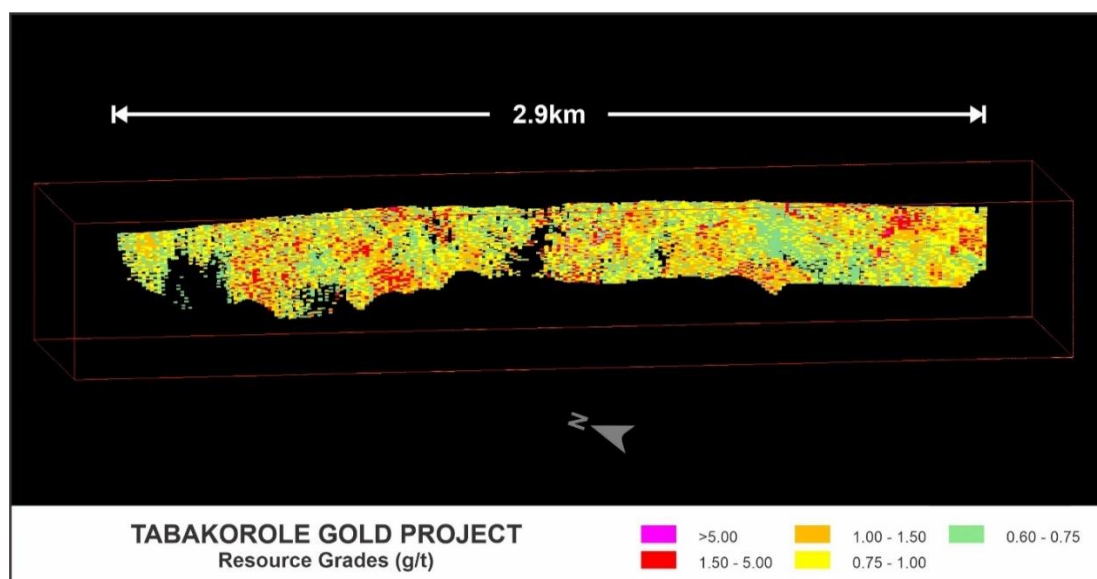 2.9km
N
TABAKOROLE GOLD PROJECT
Resource Grades (g/t)
>5.00
1.00 - 1.50
0.60 - 0.75
1.50 - 5.00
0.75 - 1.00